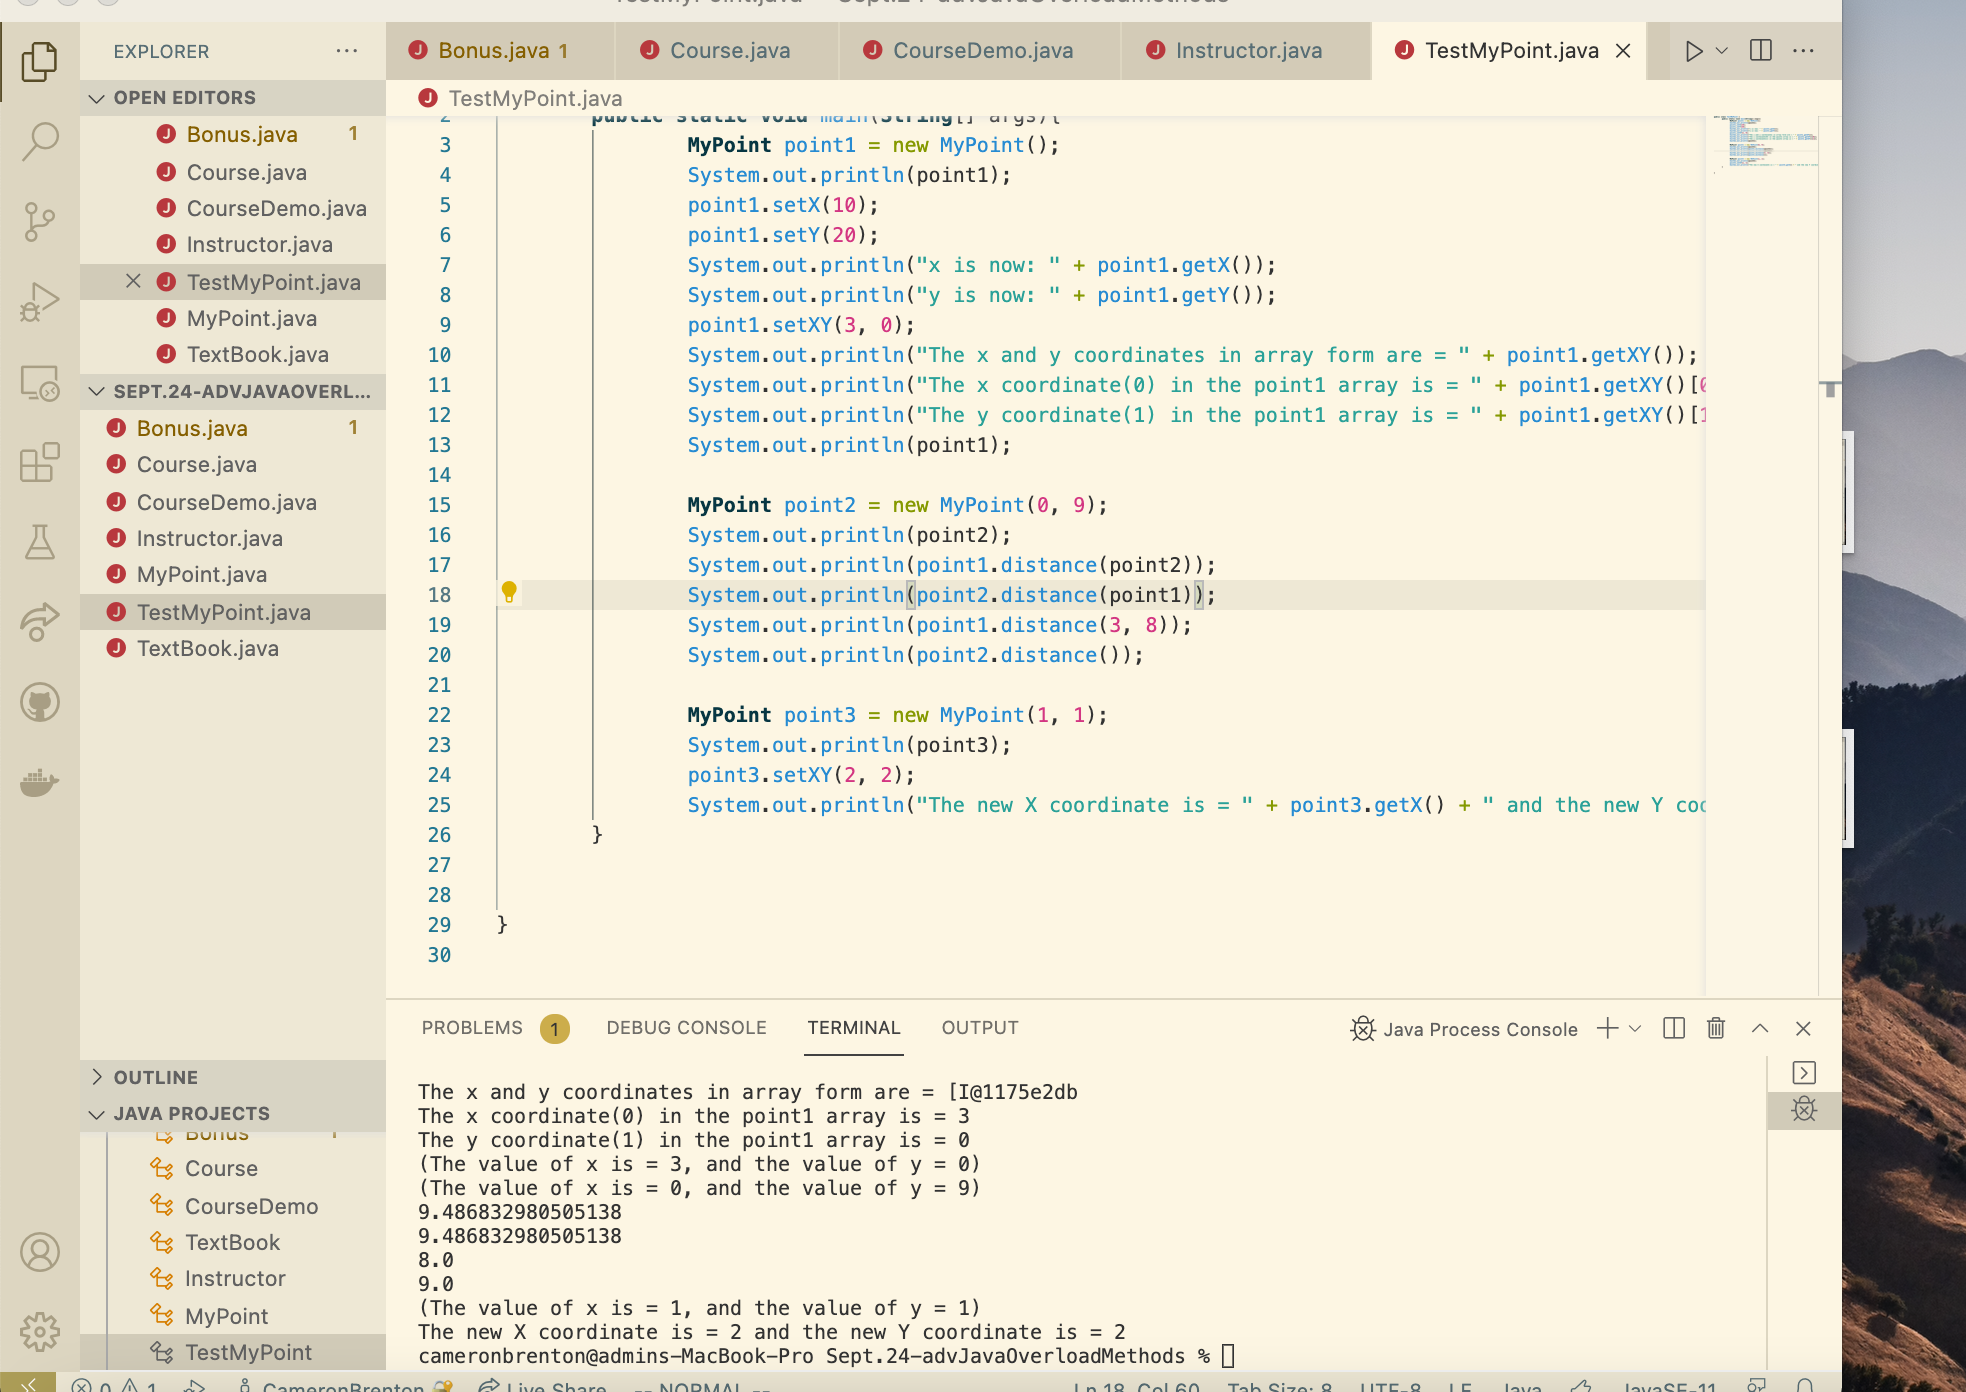 TestMyPoint.java — Sept.24-advJavaOverloadMethods
EXPLORER
Bonus.java 1
Course.java
CourseDemo.java
Instructor.java
TestMyPoint.java
OPEN EDITORS
Bonus.java 1
Course.java
CourseDemo.java
Instructor.java
TestMyPoint.java
MyPoint.java
TextBook.java
SEPT.24-ADVJAVAOVERL...
Bonus.java 1
Course.java
CourseDemo.java
Instructor.java
MyPoint.java
TestMyPoint.java
TextBook.java
OUTLINE
JAVA PROJECTS
Bonus 1
Course
CourseDemo
TextBook
Instructor
MyPoint
TestMyPoint
TestMyPoint.java
2 public static void main(String[] args){
3 MyPoint point1 = new MyPoint();
4 System.out.println(point1);
5 point1.setX(10);
6 point1.setY(20);
7 System.out.println("x is now: " + point1.getX());
8 System.out.println("y is now: " + point1.getY());
9 point1.setXY(3, 0);
10 System.out.println("The x and y coordinates in array form are = " + point1.getXY());
11 System.out.println("The x coordinate(0) in the point1 array is = " + point1.getXY()[0
12 System.out.println("The y coordinate(1) in the point1 array is = " + point1.getXY()[1
13 System.out.println(point1);
14
15 MyPoint point2 = new MyPoint(0, 9);
16 System.out.println(point2);
17 System.out.println(point1.distance(point2));
18 System.out.println(point2.distance(point1));
19 System.out.println(point1.distance(3, 8));
20 System.out.println(point2.distance());
21
22 MyPoint point3 = new MyPoint(1, 1);
23 System.out.println(point3);
24 point3.setXY(2, 2);
25 System.out.println("The new X coordinate is = " + point3.getX() + " and the new Y coo
26 }
27
28
29 }
30
PROBLEMS 1 DEBUG CONSOLE TERMINAL OUTPUT
Java Process Console
The x and y coordinates in array form are = [I@1175e2db
The x coordinate(0) in the point1 array is = 3
The y coordinate(1) in the point1 array is = 0
(The value of x is = 3, and the value of y = 0)
(The value of x is = 0, and the value of y = 9)
9.486832980505138
9.486832980505138
8.0
9.0
(The value of x is = 1, and the value of y = 1)
The new X coordinate is = 2 and the new Y coordinate is = 2
cameronbrenton@admins-MacBook-Pro Sept.24-advJavaOverloadMethods %
0 1 CameronBrenton Live Share -- NORMAL -- Ln 18, Col 60 Tab Size: 8 UTF-8 LF Java JavaSE-11